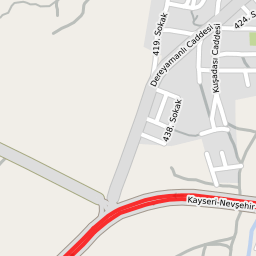 419. Sokak
Dereyamanlı Caddesi
Kuşadası Caddesi
424. S
438. Sokak
Kayseri-Nevşehir-